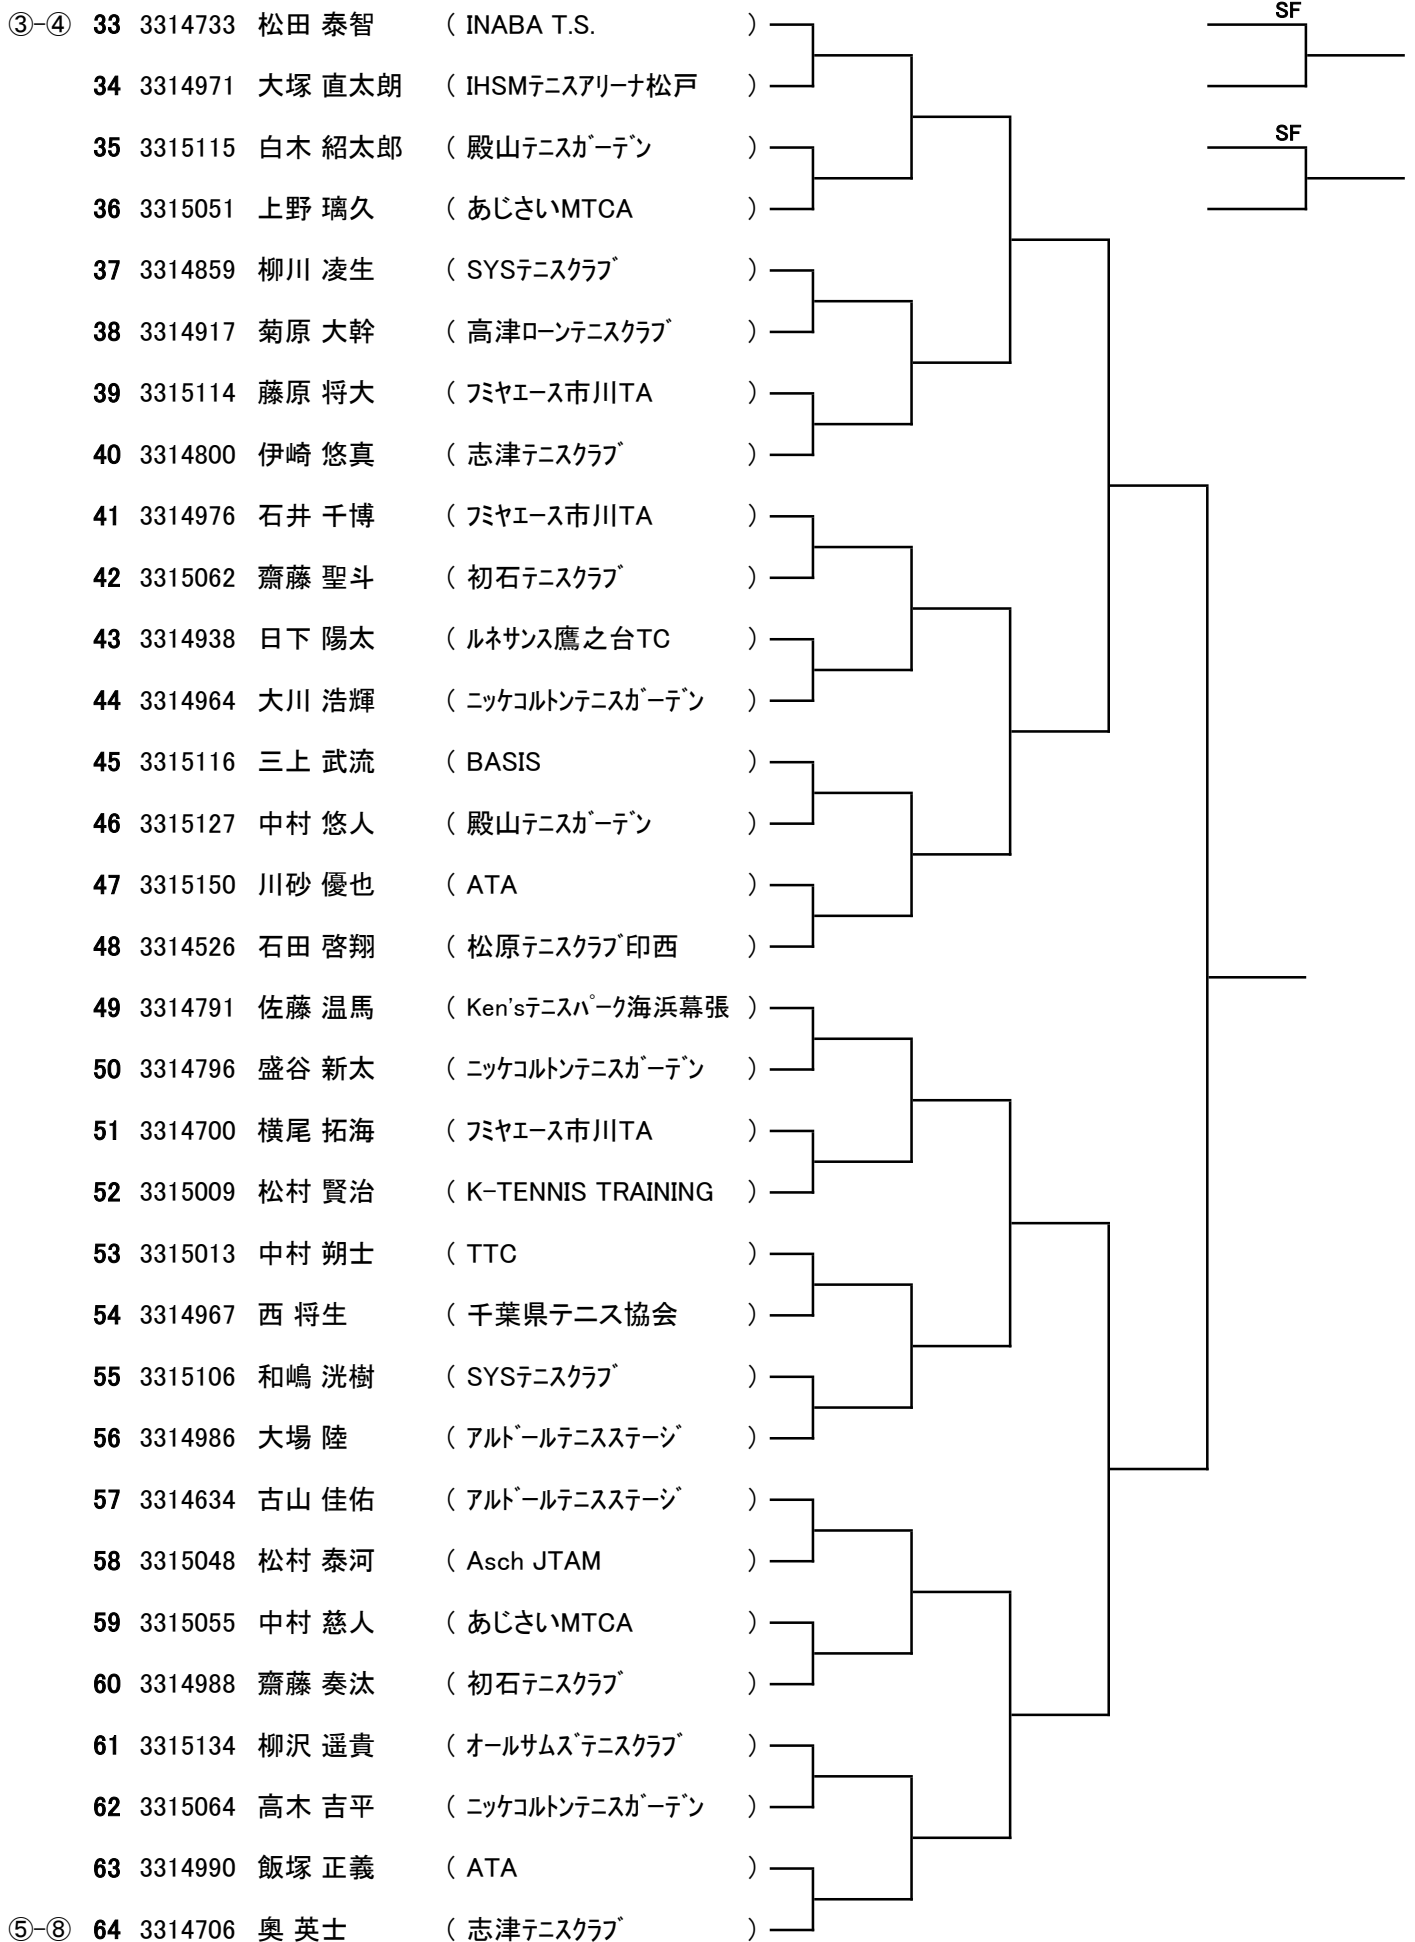 ③-④ 33 3314733 松田 泰智 ( INABA T.S. ) SF
34 3314971 大塚 直太朗 ( IHSMﾃﾆｽｱﾘｰﾅ松戸 )
35 3315115 白木 紹太郎 ( 殿山ﾃﾆｽｶﾞｰﾃﾞﾝ ) SF
36 3315051 上野 璃久 ( あじさいMTCA )
37 3314859 柳川 凌生 ( SYSﾃﾆｽｸﾗﾌﾞ )
38 3314917 菊原 大幹 ( 高津ﾛｰﾝﾃﾆｽｸﾗﾌﾞ )
39 3315114 藤原 将大 ( ﾌﾐﾔｴｰｽ市川TA )
40 3314800 伊崎 悠真 ( 志津ﾃﾆｽｸﾗﾌﾞ )
41 3314976 石井 千博 ( ﾌﾐﾔｴｰｽ市川TA )
42 3315062 齋藤 聖斗 ( 初石ﾃﾆｽｸﾗﾌﾞ )
43 3314938 日下 陽太 ( ﾙﾈｻﾝｽ鷹之台TC )
44 3314964 大川 浩輝 ( ﾆｯｹｺﾙﾄﾝﾃﾆｽｶﾞｰﾃﾞﾝ )
45 3315116 三上 武流 ( BASIS )
46 3315127 中村 悠人 ( 殿山ﾃﾆｽｶﾞｰﾃﾞﾝ )
47 3315150 川砂 優也 ( ATA )
48 3314526 石田 啓翔 ( 松原ﾃﾆｽｸﾗﾌﾞ印西 )
49 3314791 佐藤 温馬 ( Ken'sﾃﾆｽﾊﾟｰｸ海浜幕張 )
50 3314796 盛谷 新太 ( ﾆｯｹｺﾙﾄﾝﾃﾆｽｶﾞｰﾃﾞﾝ )
51 3314700 横尾 拓海 ( ﾌﾐﾔｴｰｽ市川TA )
52 3315009 松村 賢治 ( K-TENNIS TRAINING )
53 3315013 中村 朔士 ( TTC )
54 3314967 西 将生 ( 千葉県テニス協会 )
55 3315106 和嶋 洸樹 ( SYSﾃﾆｽｸﾗﾌﾞ )
56 3314986 大場 陸 ( ｱﾙﾄﾞｰﾙﾃﾆｽｽﾃｰｼﾞ )
57 3314634 古山 佳佑 ( ｱﾙﾄﾞｰﾙﾃﾆｽｽﾃｰｼﾞ )
58 3315048 松村 泰河 ( Asch JTAM )
59 3315055 中村 慈人 ( あじさいMTCA )
60 3314988 齋藤 奏汰 ( 初石ﾃﾆｽｸﾗﾌﾞ )
61 3315134 柳沢 遥貴 ( ｵｰﾙｻﾑｽﾞﾃﾆｽｸﾗﾌﾞ )
62 3315064 高木 吉平 ( ﾆｯｹｺﾙﾄﾝﾃﾆｽｶﾞｰﾃﾞﾝ )
63 3314990 飯塚 正義 ( ATA )
⑤-⑧ 64 3314706 奥 英士 ( 志津ﾃﾆｽｸﾗﾌﾞ )